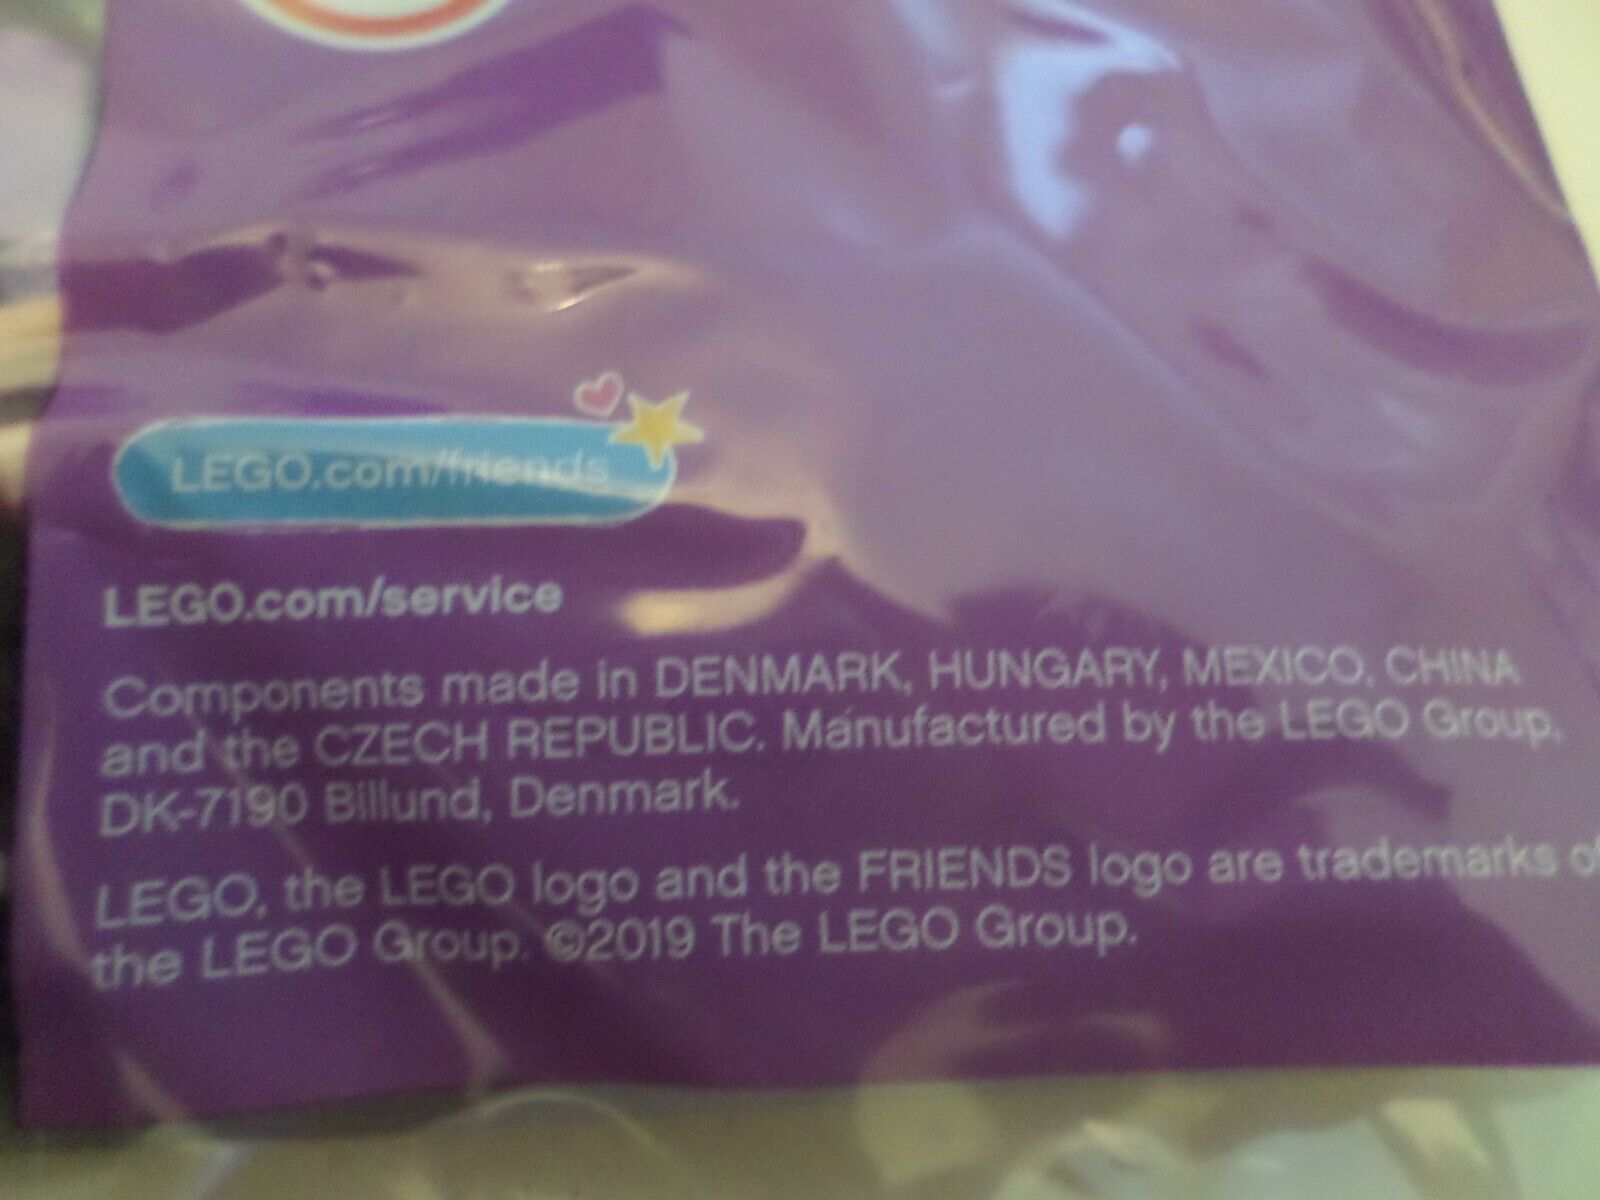 LEGO.com/friends
LEGO.com/service
Components made in DENMARK, HUNGARY, MEXICO, CHINA
and the CZECH REPUBLIC. Manufactured by the LEGO Group,
DK-7190 Billund, Denmark.
LEGO, the LEGO logo and the FRIENDS logo are trademarks of
the LEGO Group. ©2019 The LEGO Group.